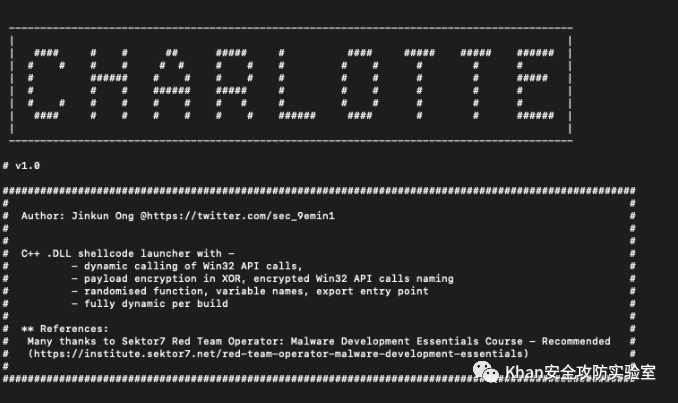 CHARLOTTE
# v1.0
####################################################################################################
#
# Author: Jinkun Ong @https://twitter.com/sec_9emin1 #
#
#
# C++ .DLL shellcode launcher with - #
# - dynamic calling of Win32 API calls, #
# - payload encryption in XOR, encrypted Win32 API calls naming #
# - randomised function, variable names, export entry point #
# - fully dynamic per build #
#
# ** References: #
# Many thanks to Sektor7 Red Team Operator: Malware Development Essentials Course - Recommended #
# (https://institute.sektor7.net/red-team-operator-malware-development-essentials) #
#
####################################################################################################
Khan安全攻防实验室